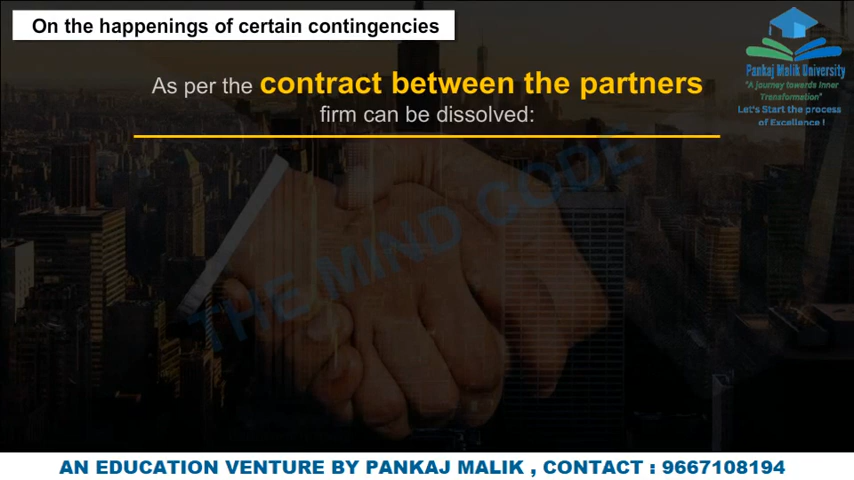 On the happenings of certain contingencies
As per the contract between the partners
firm can be dissolved:
Pankaj Malik University
"A journey towards Inner
Transformation"
Let's Start the process
of Excellence !
THE MIND CODE
AN EDUCATION VENTURE BY PANKAJ MALIK , CONTACT : 9667108194